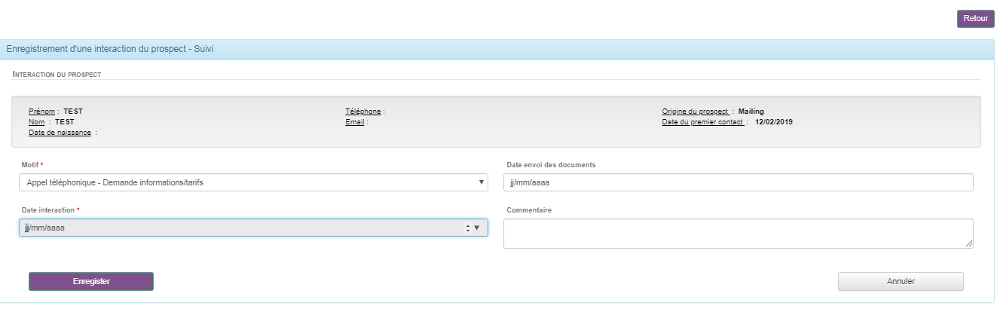 Retour
Enregistrement d'une interaction du prospect - Suivi
INTERACTION DU PROSPECT
Prénom : TEST
Nom : TEST
Date de naissance :
Téléphone :
Email :
Origine du prospect : Mailing
Date du premier contact : 12/02/2019
Motif *
Appel téléphonique - Demande informations/tarifs
Date envoi des documents
jj/mm/aaaa
Date interaction *
jj/mm/aaaa
Commentaire
Enregister
Annuler